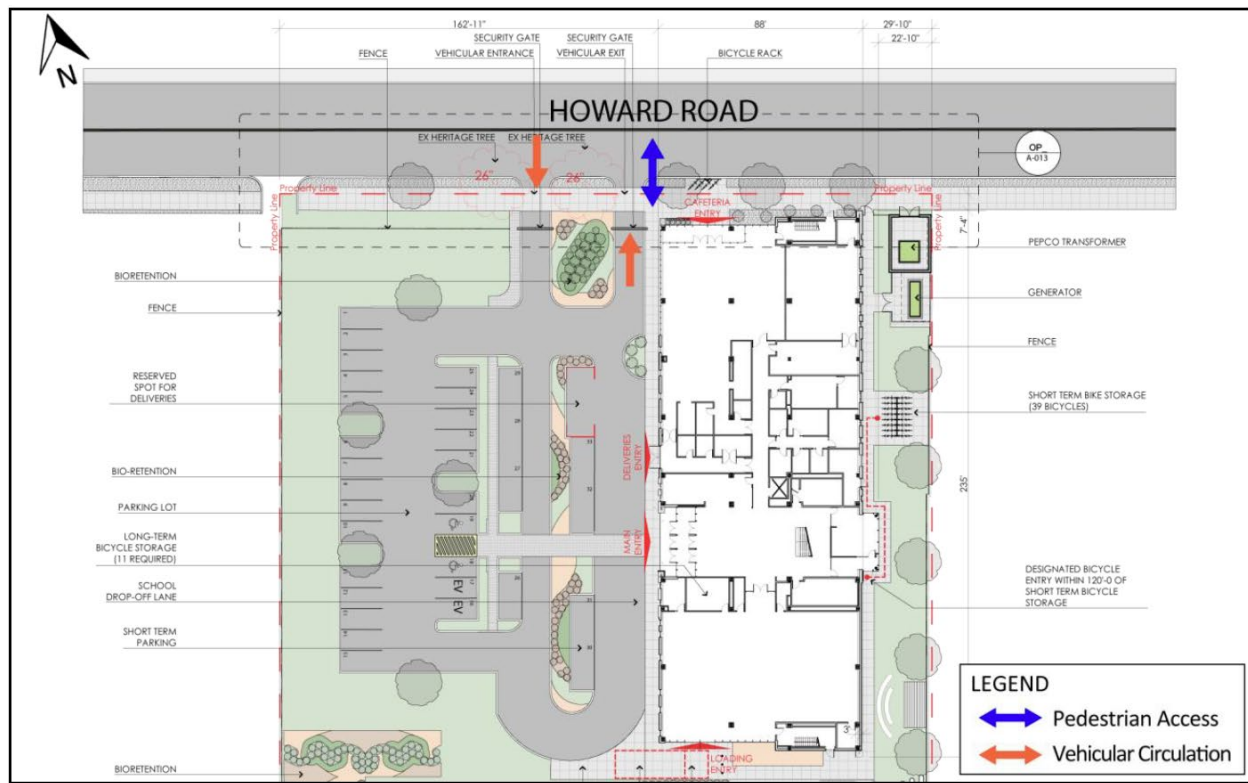 162'-11"
88'
29'-10"
22'-10"
SECURITY GATE
VEHICULAR ENTRANCE
SECURITY GATE
VEHICULAR EXIT
FENCE
BICYCLE RACK
N
HOWARD ROAD
EX HERITAGE TREE
EX HERITAGE TREE
OP_
A-013
26"
26"
Property Line
Property Line
Property Line
Property Line
CAFETERIA
ENTRY
7'-4"
PEPCO TRANSFORMER
BIORETENTION
GENERATOR
FENCE
FENCE
RESERVED
SPOT FOR
DELIVERIES
SHORT TERM BIKE STORAGE
(39 BICYCLES)
DELIVERIES
ENTRY
BIO-RETENTION
235'
PARKING LOT
LONG-TERM
BICYCLE STORAGE
(11 REQUIRED)
MAIN
ENTRY
SCHOOL
DROP-OFF LANE
EV EV
DESIGNATED BICYCLE
ENTRY WITHIN 120'-0 OF
SHORT TERM BICYCLE
STORAGE
SHORT TERM
PARKING
LEGEND
Pedestrian Access
Vehicular Circulation
LOADING
ENTRY
BIORETENTION